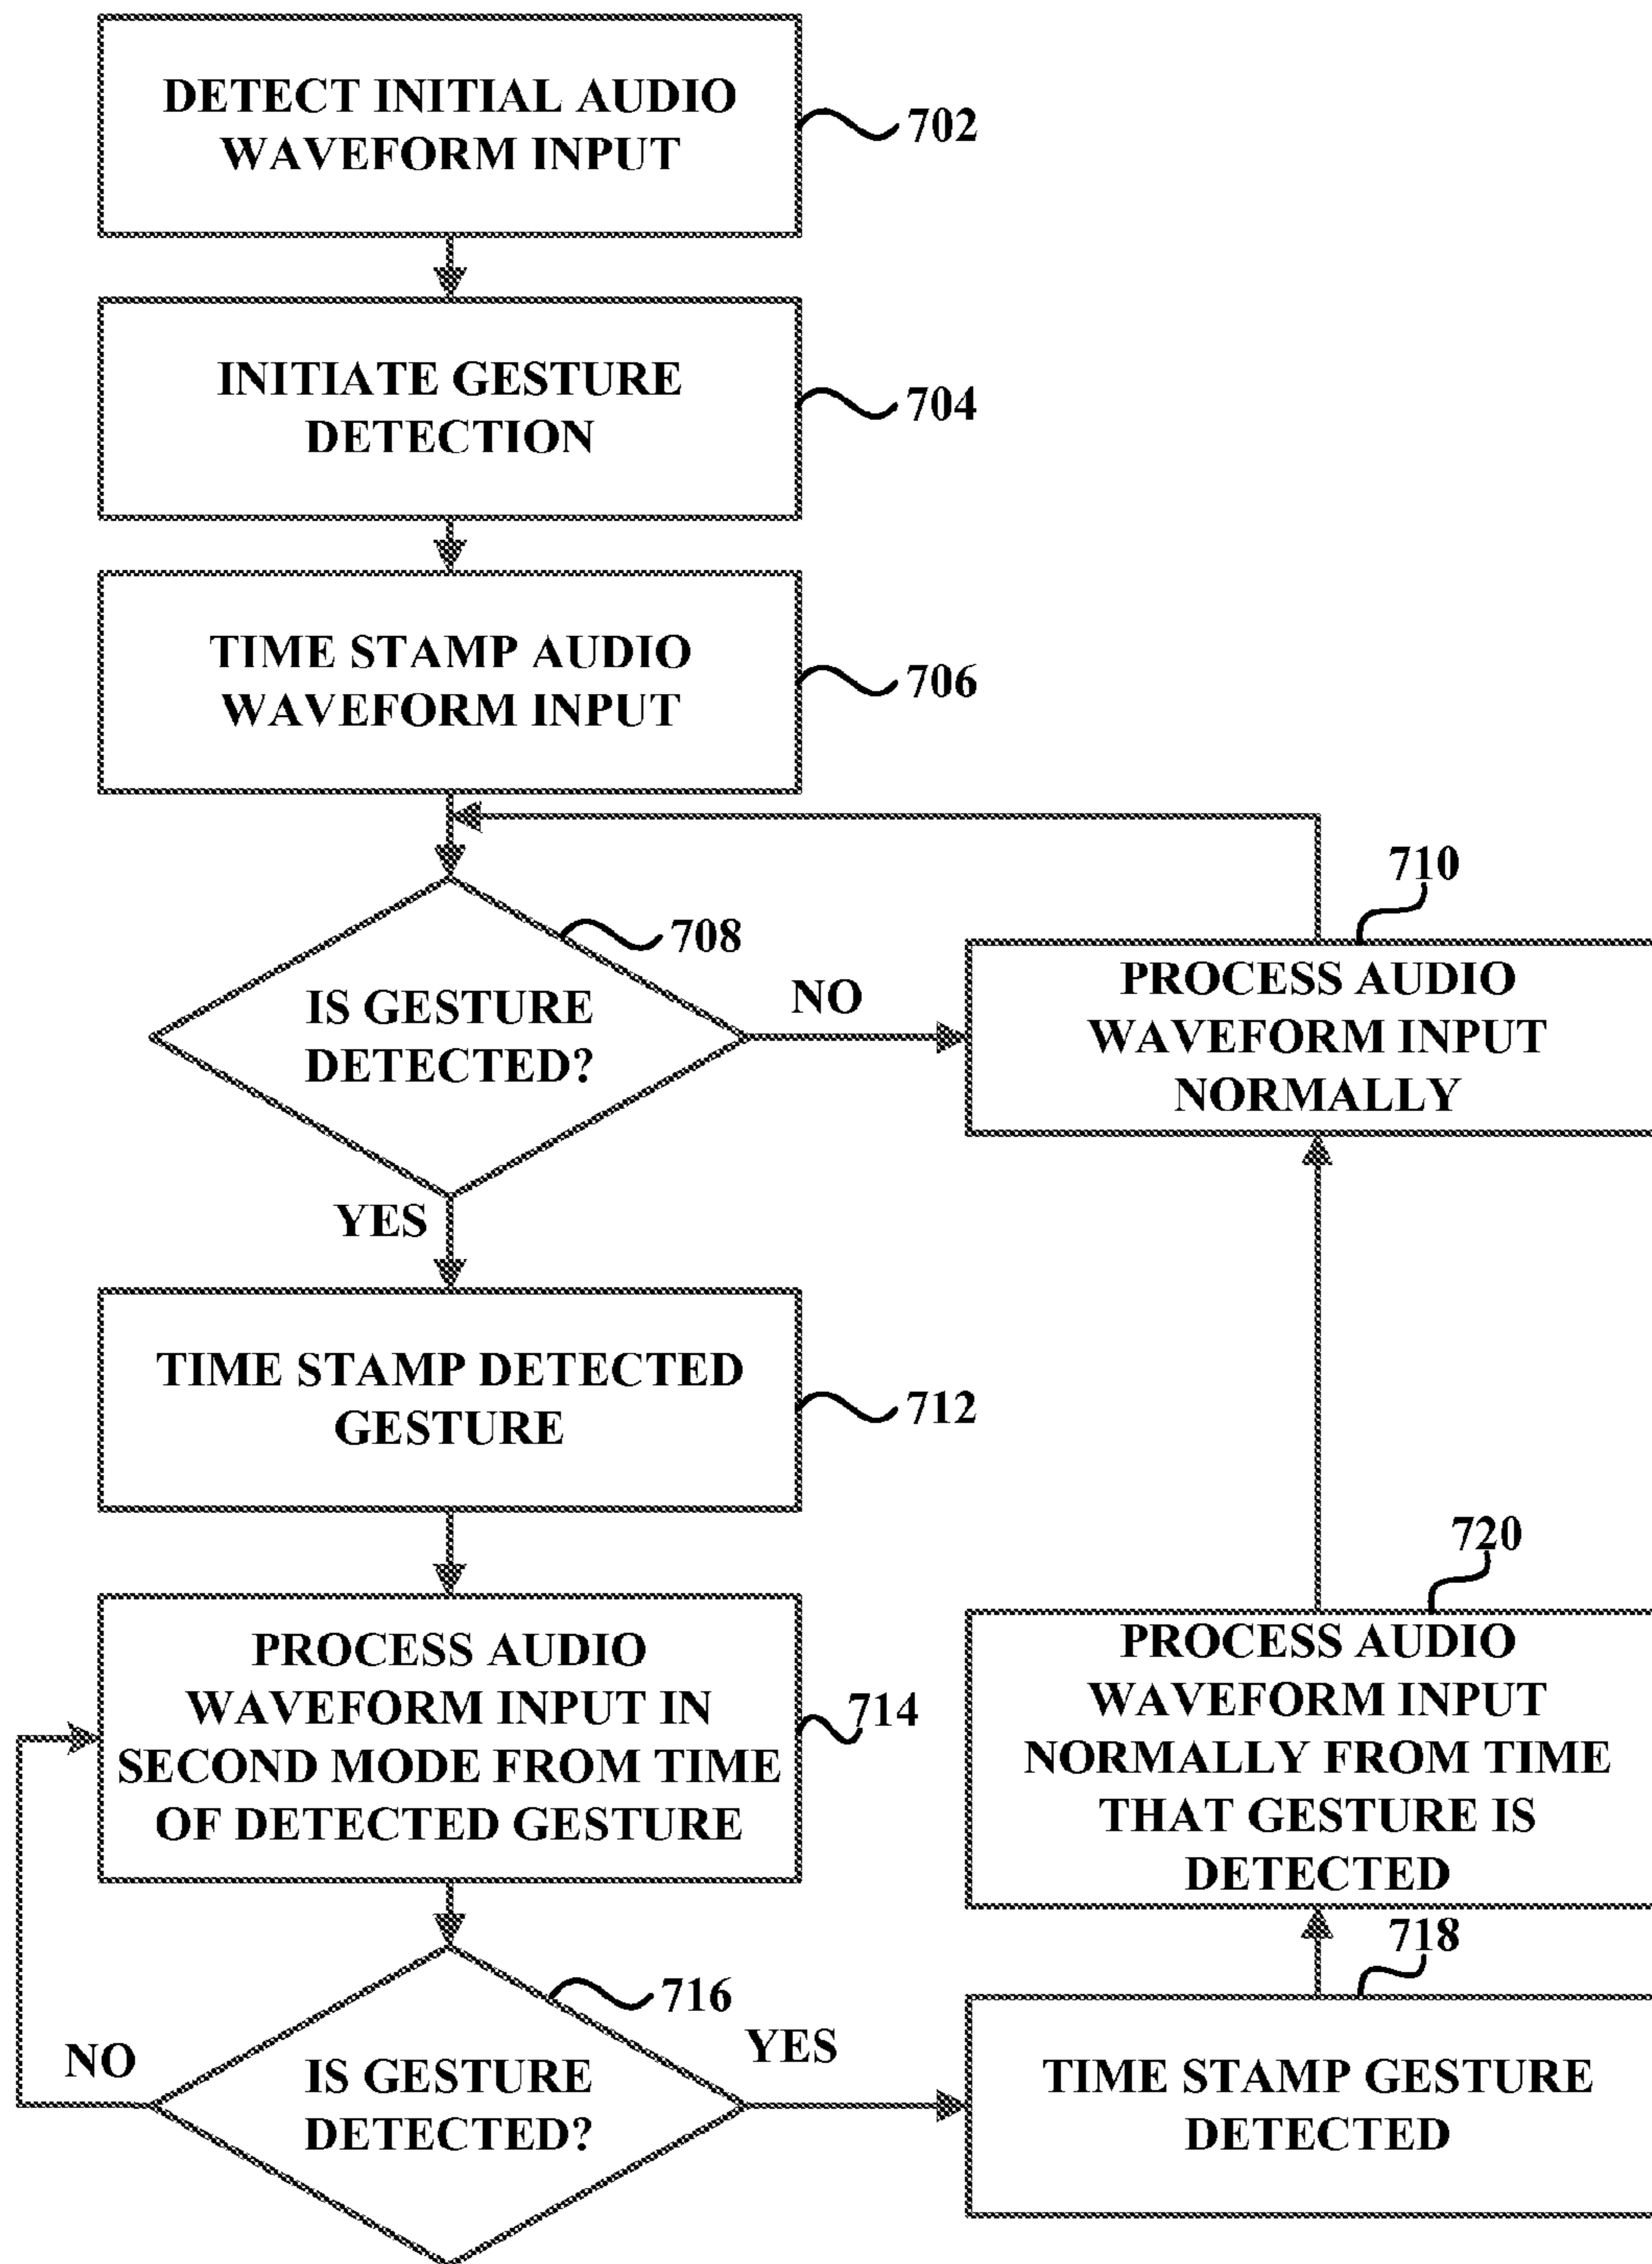 DETECT INITIAL AUDIO
WAVEFORM INPUT
702
INITIATE GESTURE
DETECTION
704
TIME STAMP AUDIO
WAVEFORM INPUT
706
IS GESTURE
DETECTED?
708
NO
YES
710
PROCESS AUDIO
WAVEFORM INPUT
NORMALLY
TIME STAMP DETECTED
GESTURE
712
PROCESS AUDIO
WAVEFORM INPUT IN
SECOND MODE FROM TIME
OF DETECTED GESTURE
714
IS GESTURE
DETECTED?
716
NO
YES
718
TIME STAMP GESTURE
DETECTED
720
PROCESS AUDIO
WAVEFORM INPUT
NORMALLY FROM TIME
THAT GESTURE IS
DETECTED